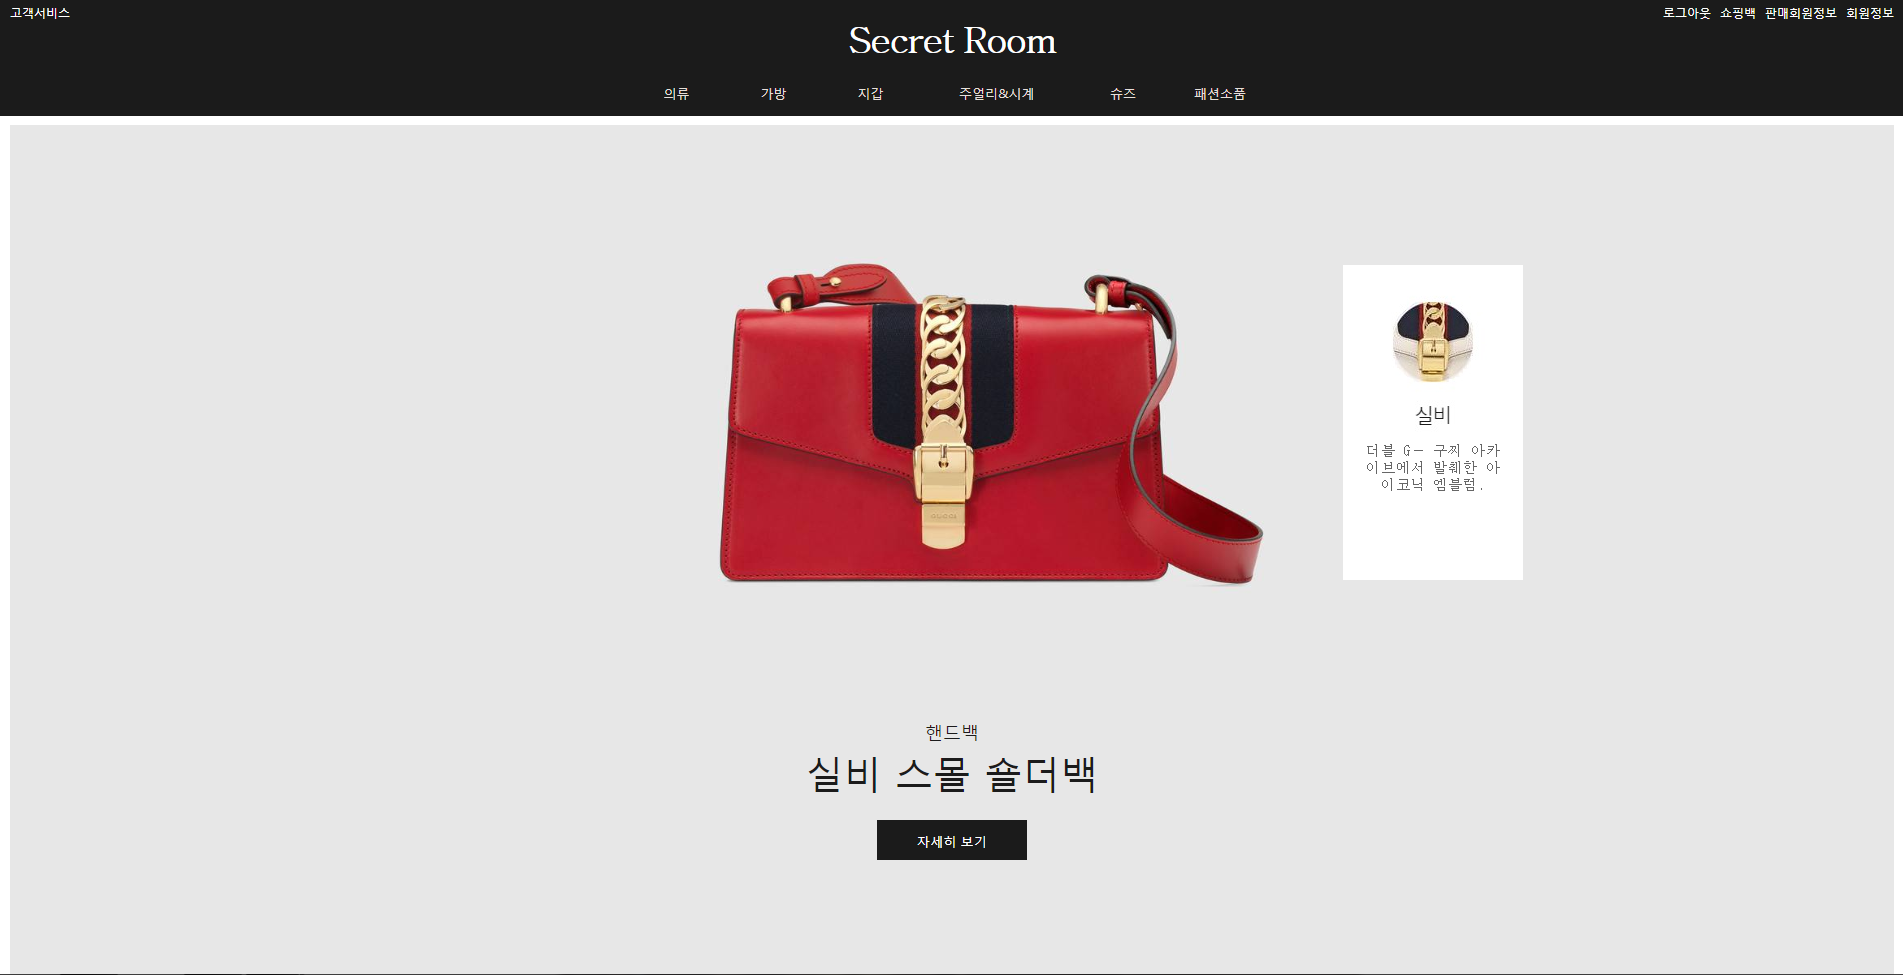 고객서비스
로그아웃 쇼핑백 판매회원정보 회원정보
Secret Room
의류 가방 지갑 주얼리&시계 슈즈 패션소품
GUCCI
실비
더블 G- 구찌 아카
이브에서 발췌한 아
이코닉 엠블럼.
핸드백
실비 스몰 숄더백
자세히 보기